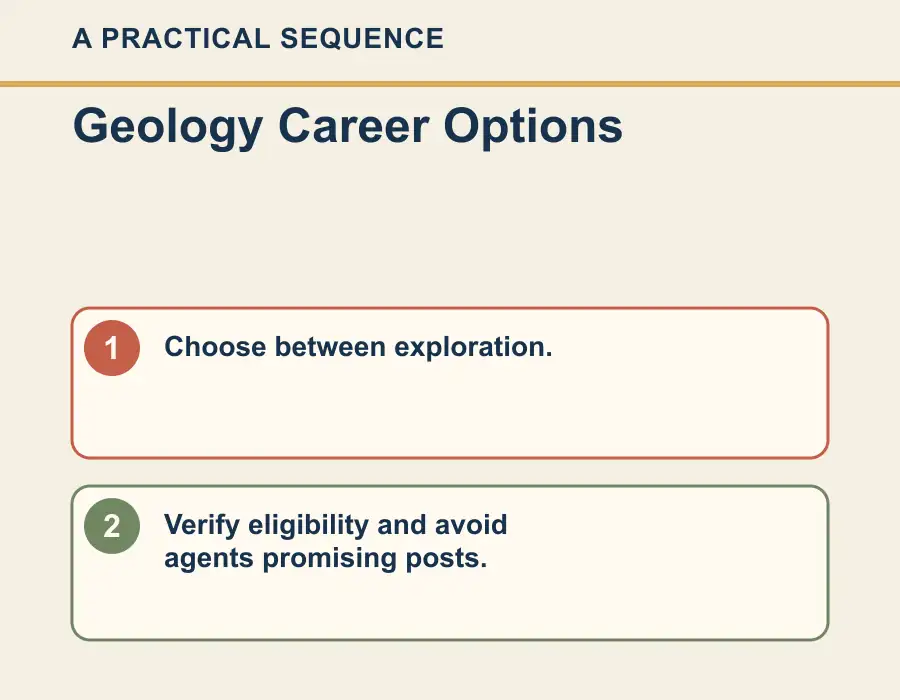 A PRACTICAL SEQUENCE
Geology Career Options
1
Choose between exploration.
2
Verify eligibility and avoid
agents promising posts.